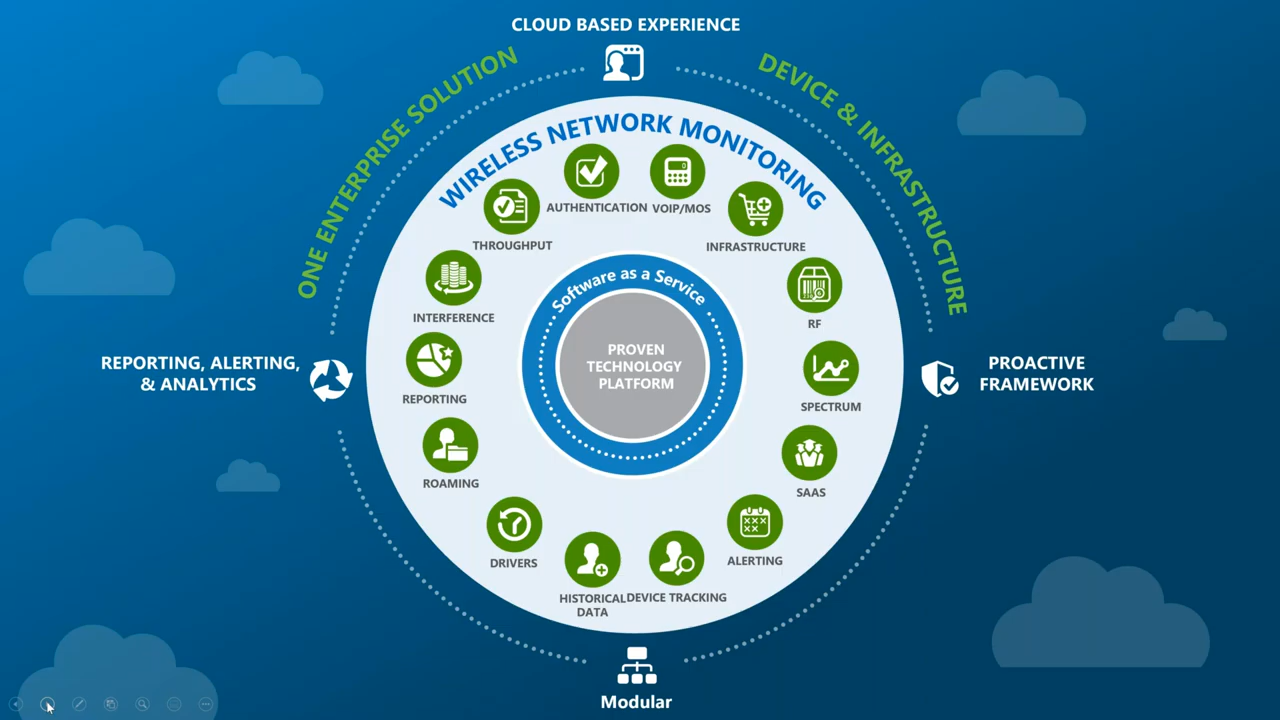 CLOUD BASED EXPERIENCE
ONE ENTERPRISE SOLUTION
DEVICE & INFRASTRUCTURE
WIRELESS NETWORK MONITORING
AUTHENTICATION
VOIP/MOS
THROUGHPUT
INFRASTRUCTURE
INTERFERENCE
RF
Software as a Service
PROVEN
TECHNOLOGY
PLATFORM
REPORTING, ALERTING,
& ANALYTICS
PROACTIVE
FRAMEWORK
REPORTING
SPECTRUM
ROAMING
SAAS
DRIVERS
ALERTING
HISTORICAL
DATA
DEVICE TRACKING
Modular